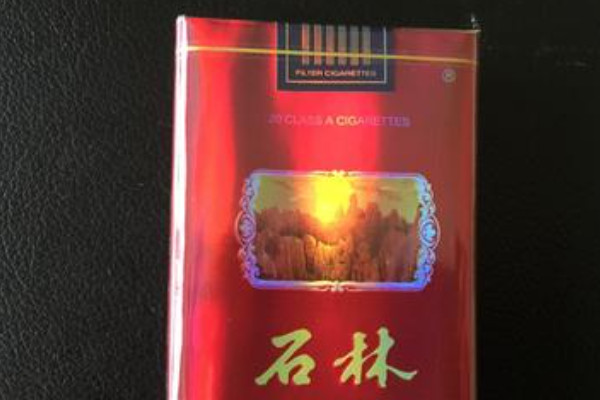 FILTER CIGARETTES
®
20 CLASS A CIGARETTES
石林